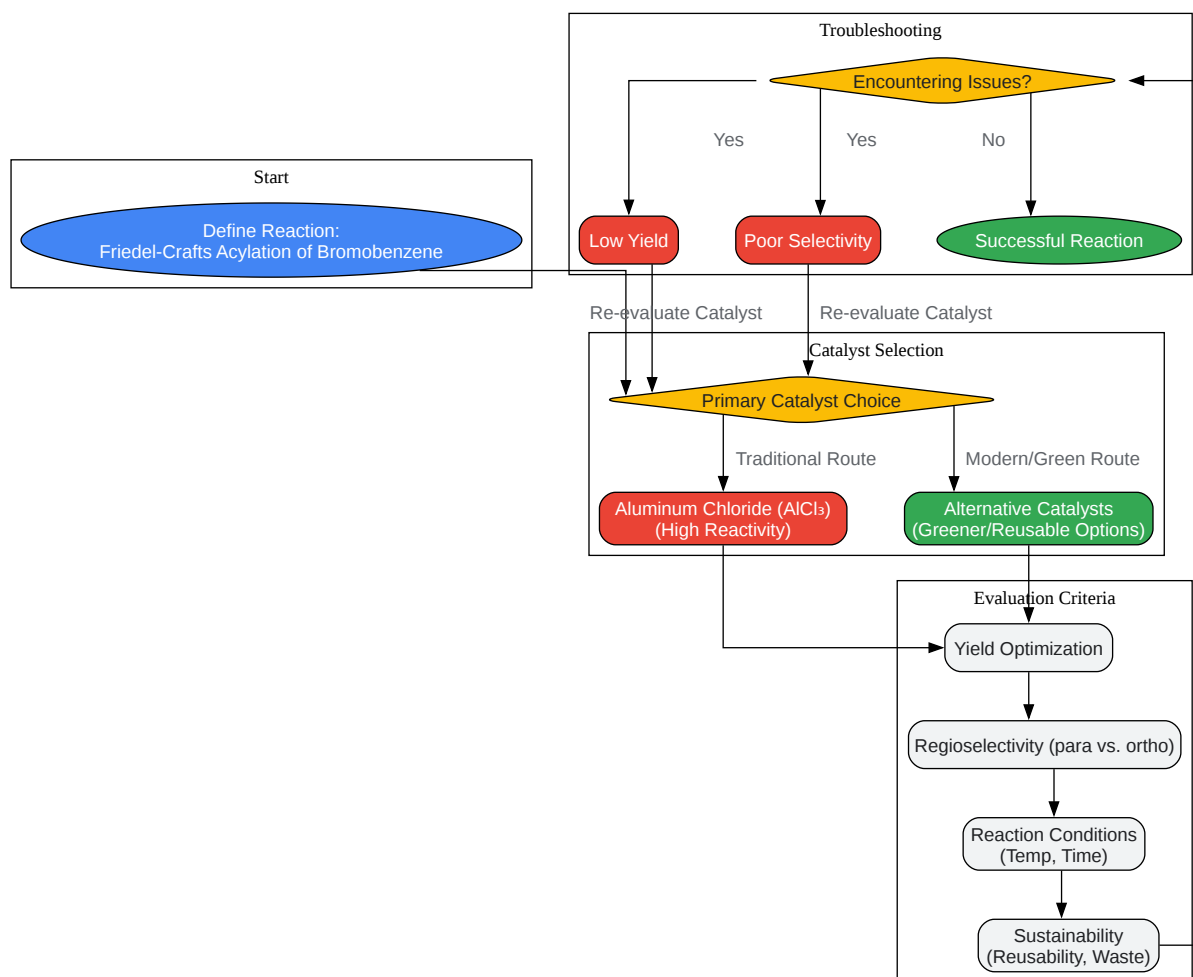 Troubleshooting
Encountering Issues?
Yes
Yes
No
Start
Define Reaction:
Friedel-Crafts Acylation of Bromobenzene
Low Yield
Poor Selectivity
Successful Reaction
Re-evaluate Catalyst
Re-evaluate Catalyst
Catalyst Selection
Primary Catalyst Choice
Traditional Route
Modern/Green Route
Aluminum Chloride (AlCl₃)
(High Reactivity)
Alternative Catalysts
(Greener/Reusable Options)
Evaluation Criteria
Yield Optimization
Regioselectivity (para vs. ortho)
Reaction Conditions
(Temp, Time)
Sustainability
(Reusability, Waste)